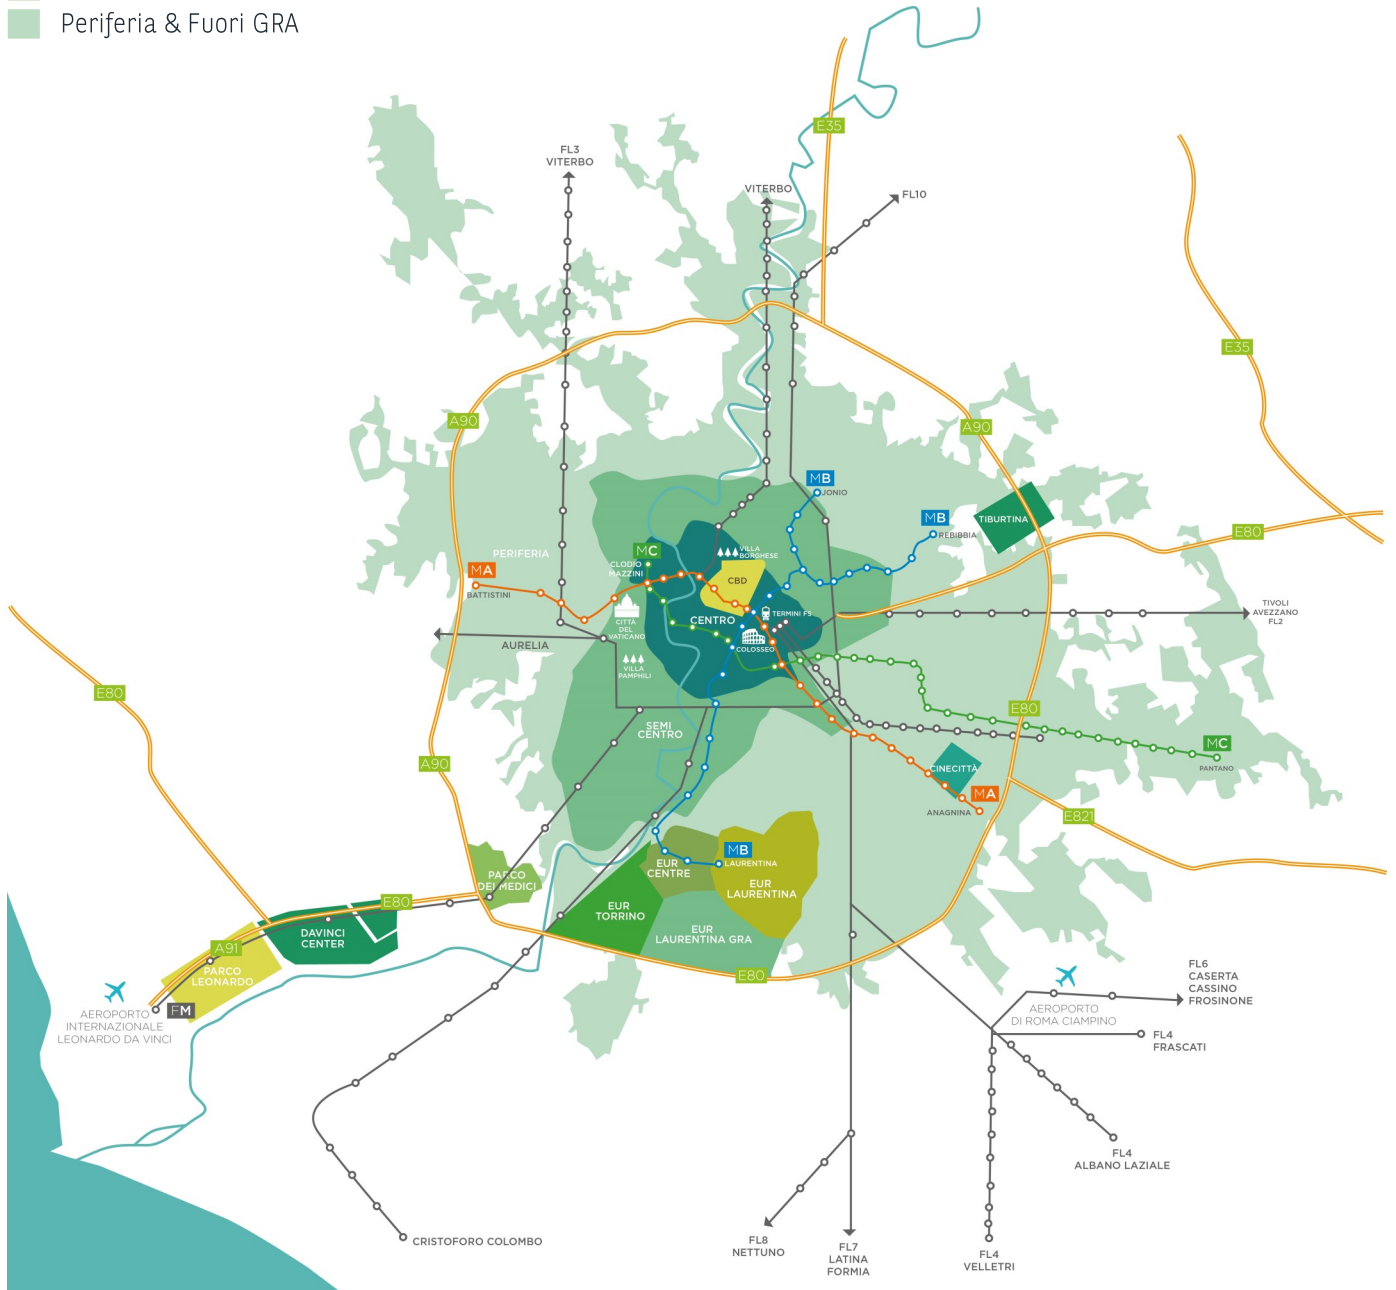 Periferia & Fuori GRA
E35
FL3
VITERBO
VITERBO
FL10
E35
A90
A90
MB
JONIO
TIBURTINA
MB
REBIBBIA
E80
PERIFERIA
MC
CLODIO
MAZZINI
VILLA
BORGHESE
MA
BATTISTINI
CBD
CITTÀ
DEL
VATICANO
CENTRO
TERMINI FS
COLOSSEO
TIVOLI
AVEZZANO
FL2
AURELIA
VILLA
PAMPHILI
E80
E80
SEMI
CENTRO
MC
PANTANO
A90
CINECITTÀ
MA
ANAGNINA
E821
MB
LAURENTINA
EUR
CENTRE
EUR
LAURENTINA
PARCO
DEI MEDICI
E80
EUR
TORRINO
EUR
LAURENTINA GRA
DAVINCI
CENTER
A91
PARCO
LEONARDO
E80
FM
AEROPORTO
INTERNAZIONALE
LEONARDO DA VINCI
FL6
CASERTA
CASSINO
FROSINONE
AEROPORTO
DI ROMA CIAMPINO
FL4
FRASCATI
FL4
ALBANO LAZIALE
CRISTOFORO COLOMBO
FL8
NETTUNO
FL7
LATINA
FORMIA
FL4
VELLETRI